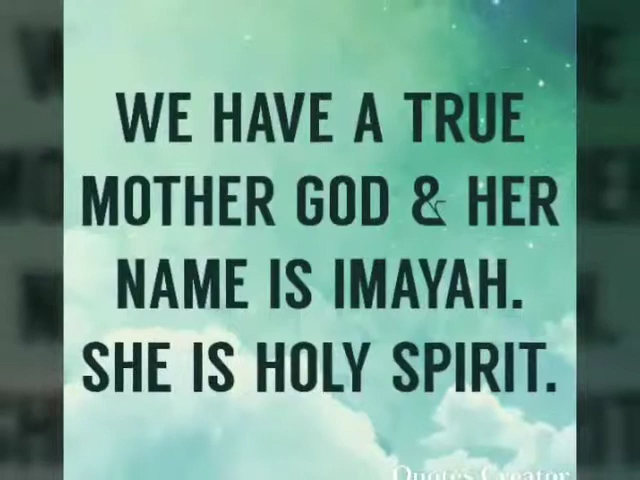 WE HAVE A TRUE
MOTHER GOD & HER
NAME IS IMAYAH.
SHE IS HOLY SPIRIT.
Quotes Creator